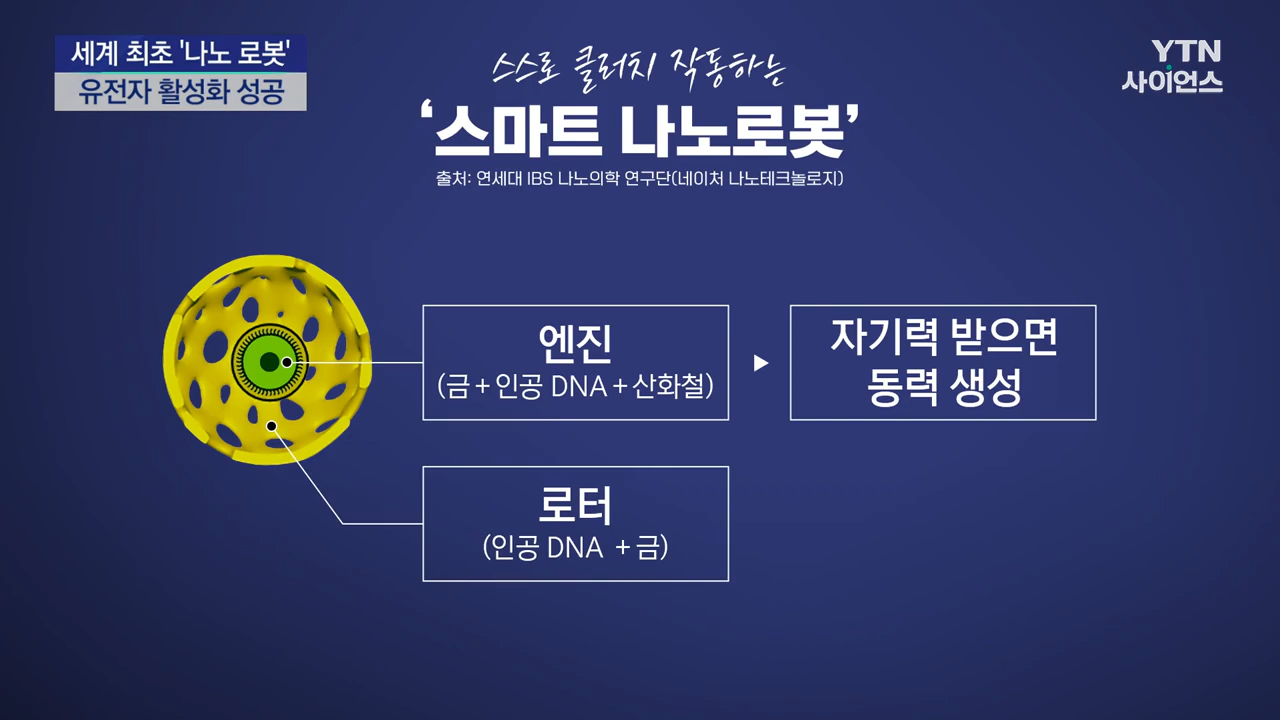 세계 최초 '나노 로봇'
유전자 활성화 성공
YTN
사이언스
스스로 클러치 작동하는
‘스마트 나노로봇’
출처: 연세대 IBS 나노의학 연구단(네이처 나노테크놀로지)
엔진
(금 + 인공 DNA + 산화철)
자기력 받으면
동력 생성
로터
(인공 DNA + 금)